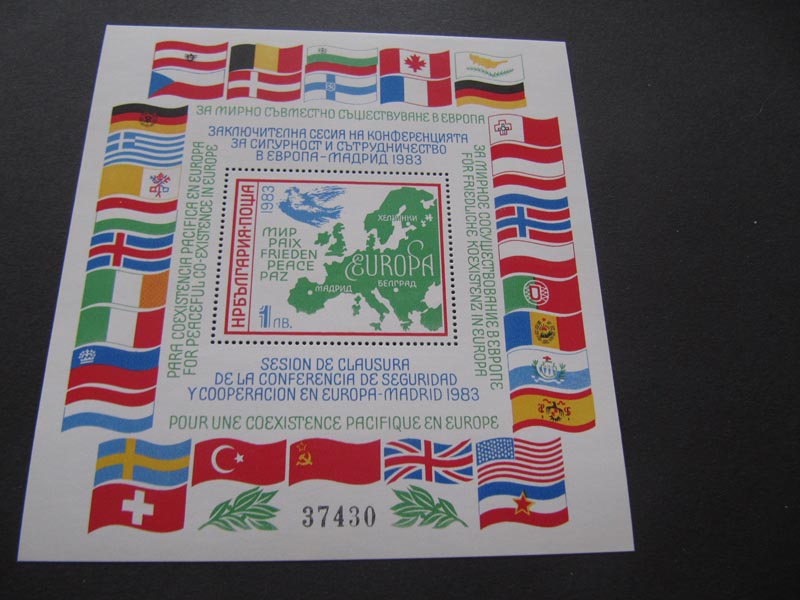 ЗА МИРНО СЪВМЕСТНО СЪЩЕСТВУВАНЕ В ЕВРОПА
ЗАКЛЮЧИТЕЛНА СЕСИЯ НА КОНФЕРЕНЦИЯТА
ЗА СИГУРНОСТ И СЪТРУДНИЧЕСТВО
В ЕВРОПА - МАДРИД 1983
PARA COEXISTENCIA PACIFICA EN EUROPA
FOR PEACEFUL CO-EXISTENCE IN EUROPE
ЗА МИРНОЕ СОСУЩЕСТВОВАНИЕ В ЕВРОПЕ
FÜR FRIEDLICHE KOEXISTENZ IN EUROPA
НР БЪЛГАРИЯ·ПОЩА
1983
МИР
PAIX
FRIEDEN
PEACE
PAZ
ХЕЛЗИНКИ
EUROPA
МАДРИД
БЕЛГРАД
1 ЛВ.
SESION DE CLAUSURA
DE LA CONFERENCIA DE SEGURIDAD
Y COOPERACION EN EUROPA - MADRID 1983
POUR UNE COEXISTENCE PACIFIQUE EN EUROPE
37430